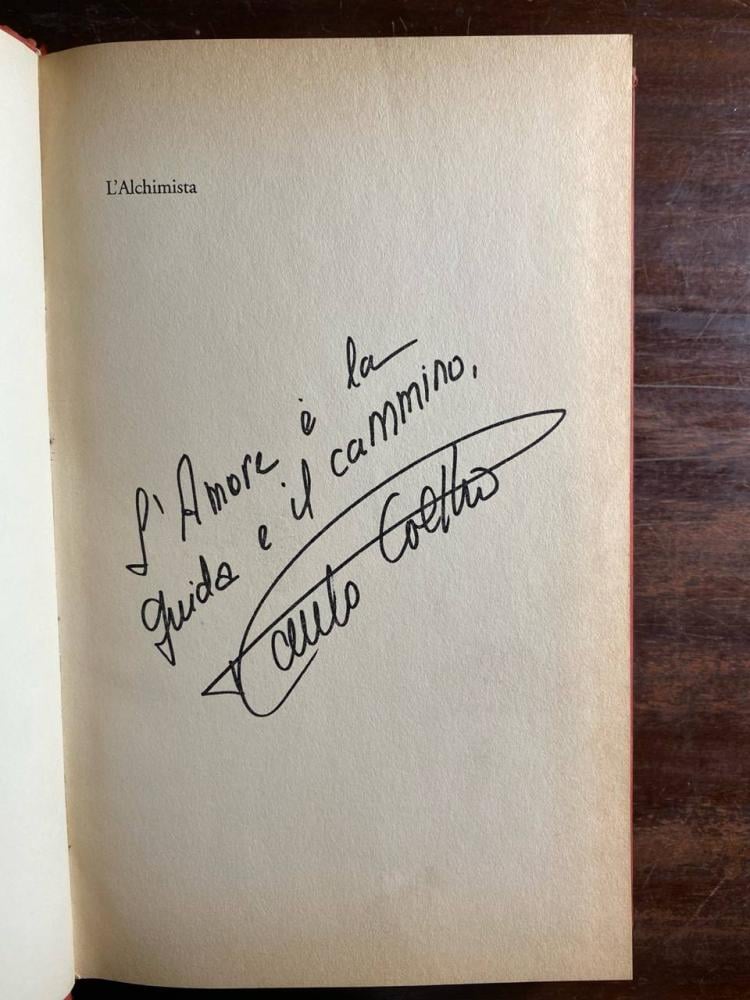 L'Alchimista
L'Amore è la
guida e il cammino.
Paulo Coelho